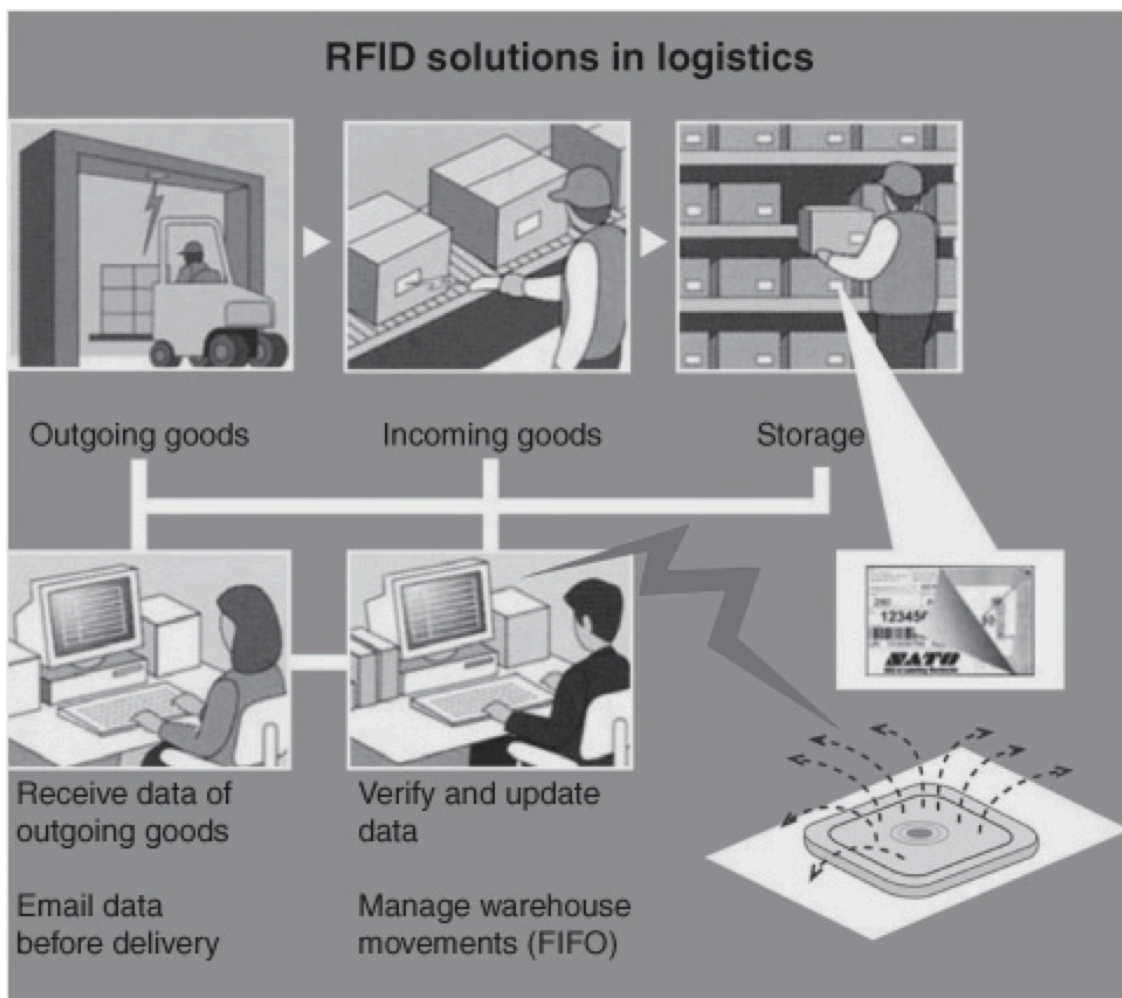 RFID solutions in logistics
Outgoing goods
Incoming goods
Storage
123456
SATO
Receive data of
outgoing goods
Email data
before delivery
Verify and update
data
Manage warehouse
movements (FIFO)